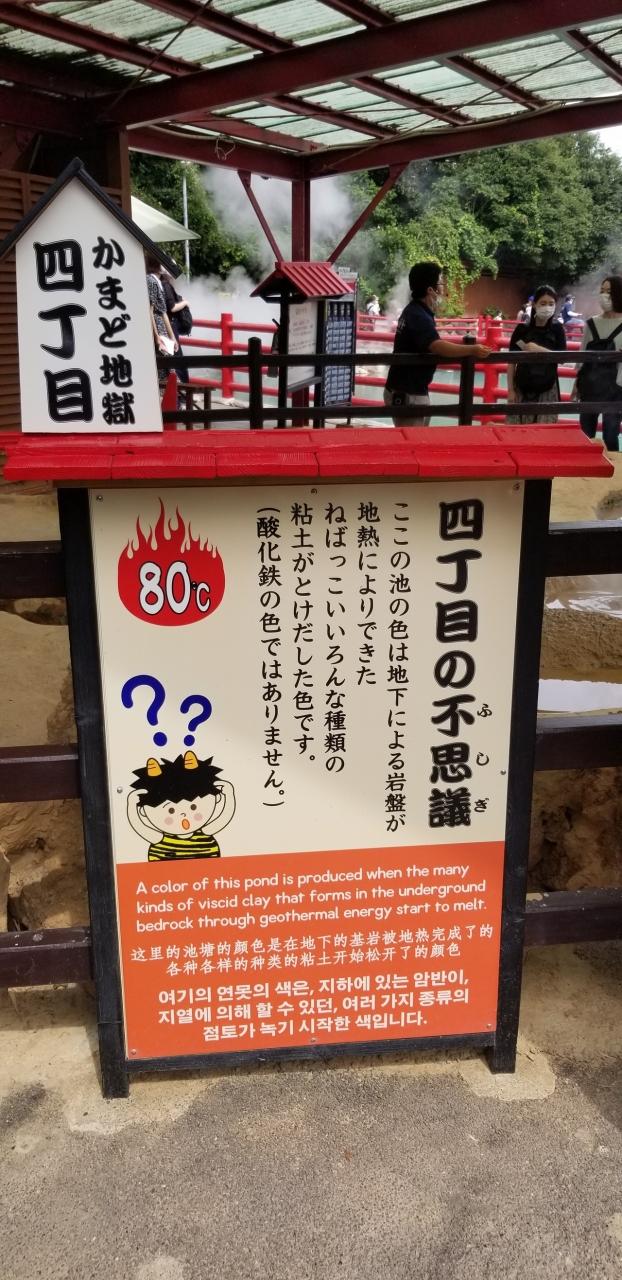 かまど地獄
四丁目
四丁目の不思議
ふしぎ
ここの池の色は地下による岩盤が
地熱によりできた
ねばっこいいろんな種類の
粘土がとけだした色です。
(酸化鉄の色ではありません。)
80℃
??
A color of this pond is produced when the many
kinds of viscid clay that forms in the underground
bedrock through geothermal energy start to melt.
这里的池塘的颜色是在地下的基岩被地热完成了的
各种各样的种类的粘土开始松开了的颜色
여기의 연못의 색은, 지하에 있는 암반이,
지열에 의해 할 수 있던, 여러 가지 종류의
점토가 녹기 시작한 색입니다.